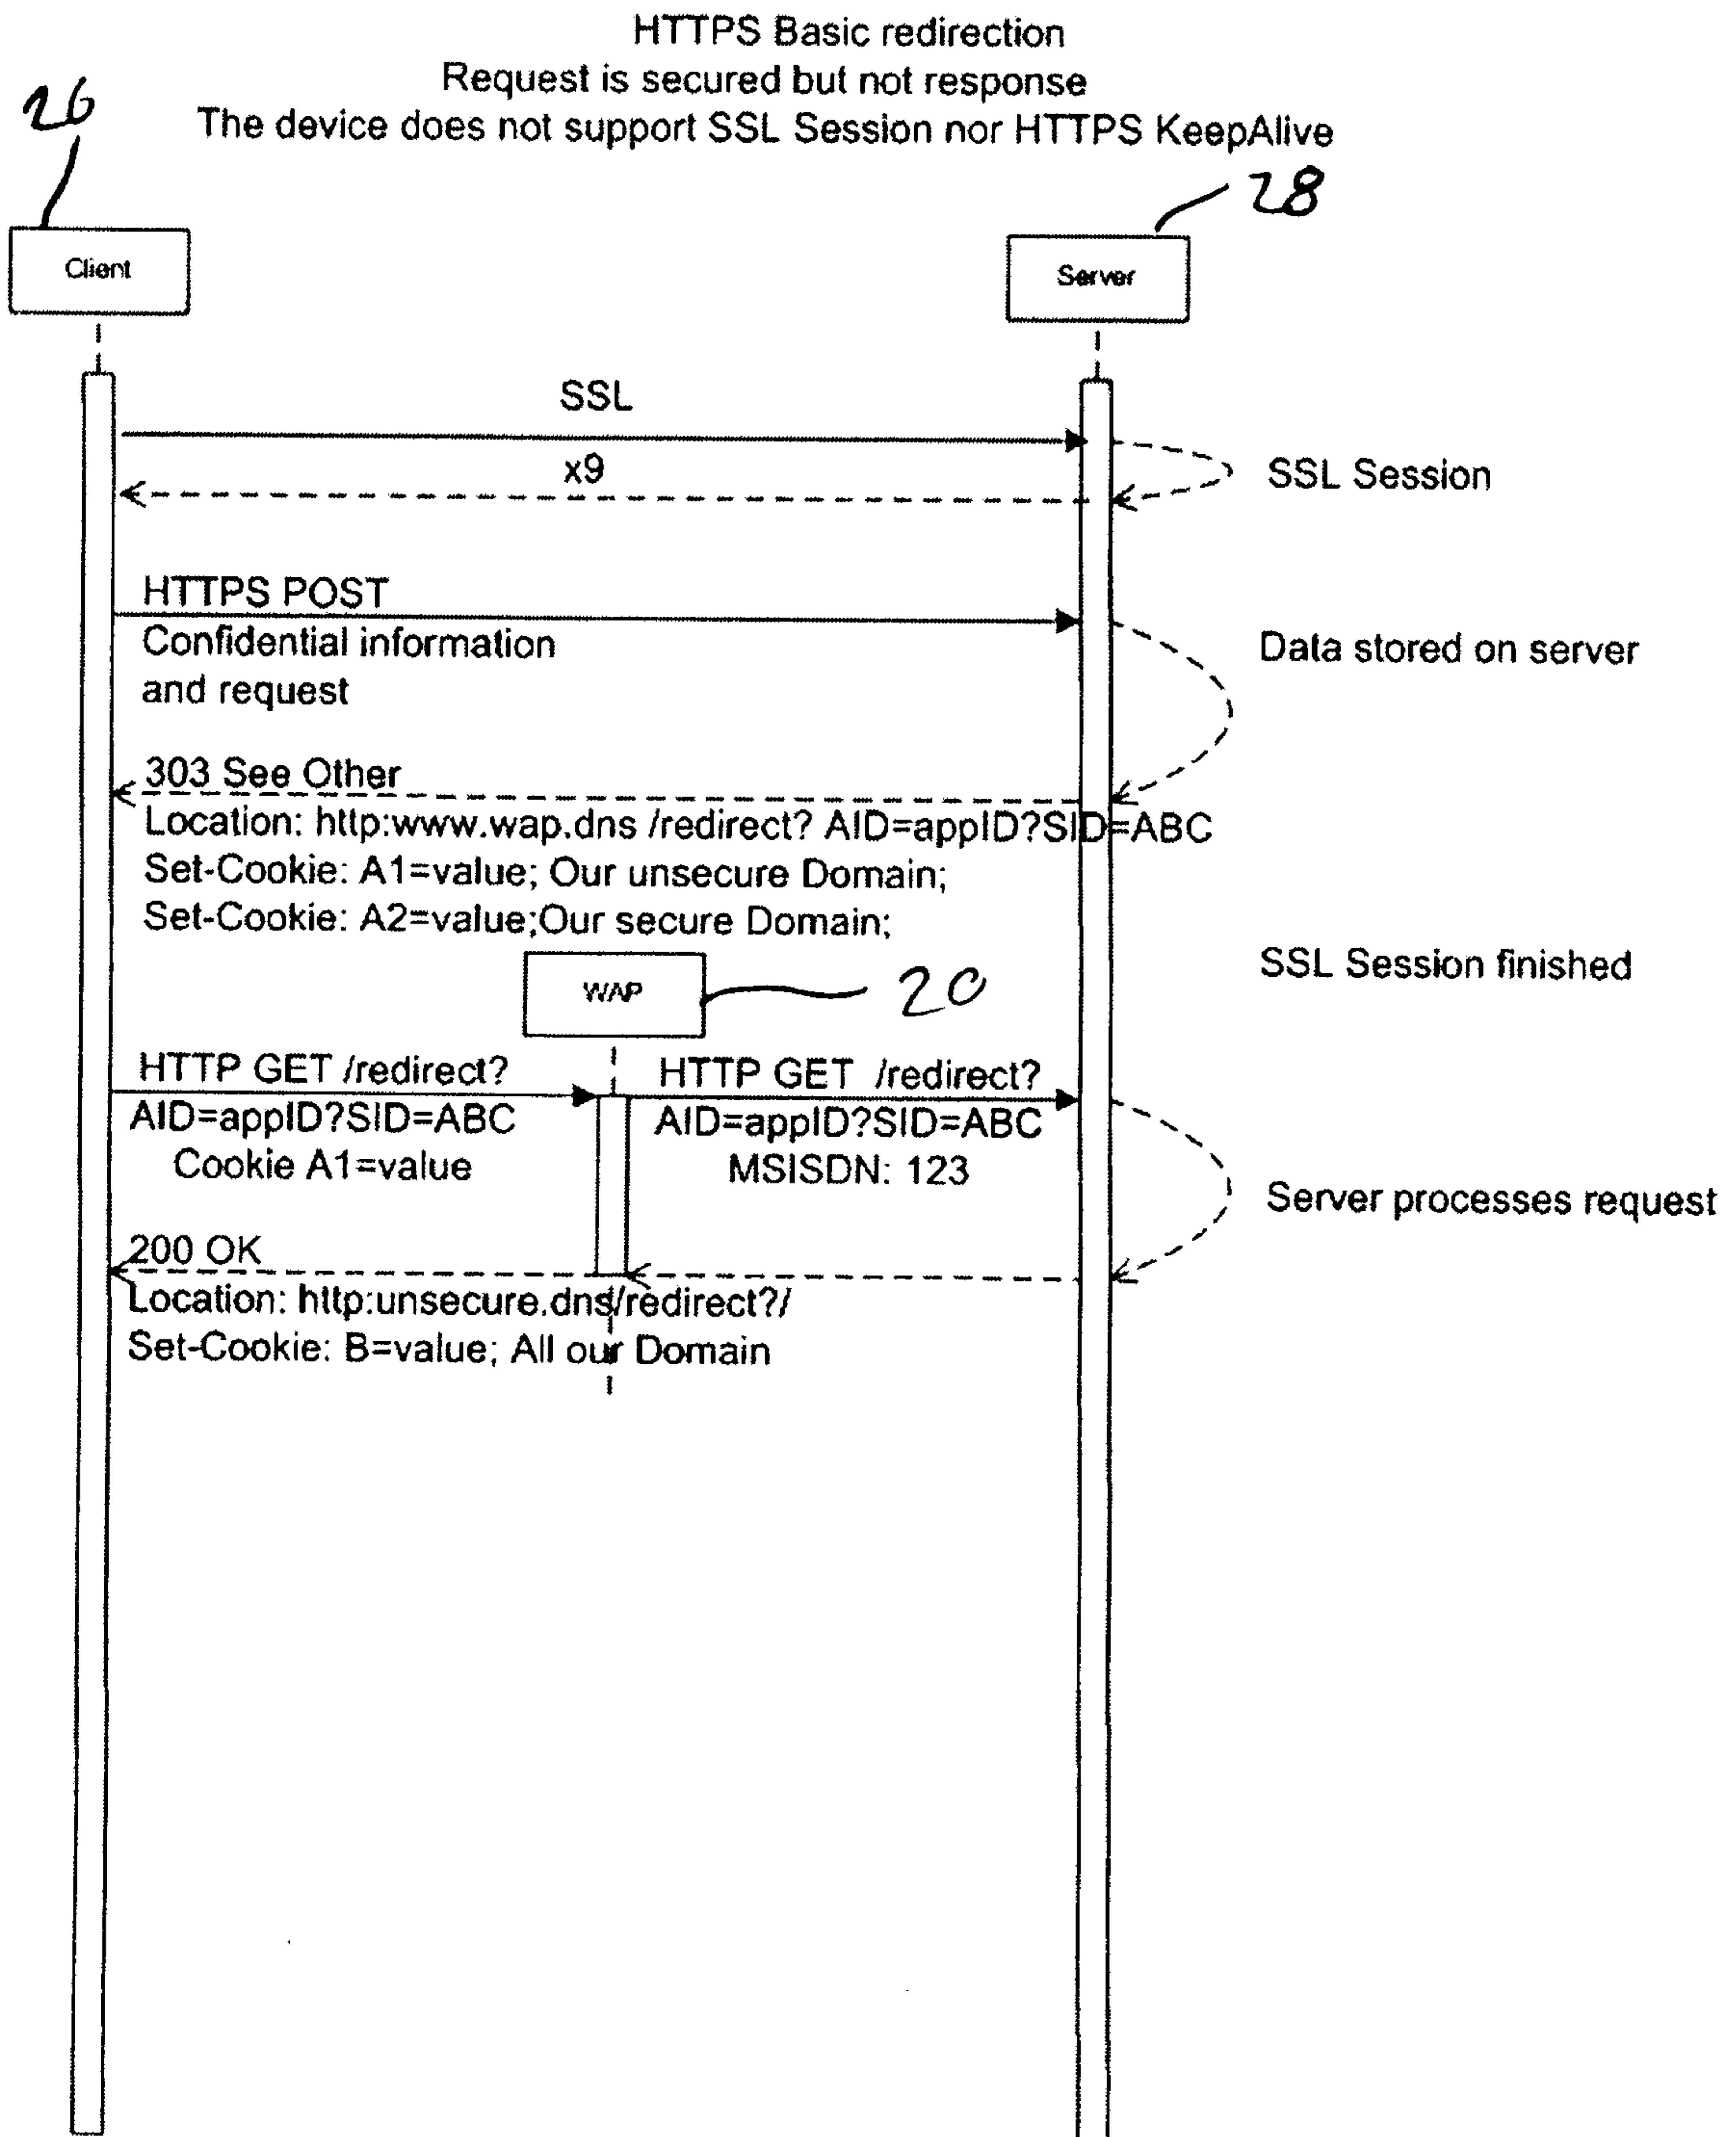 HTTPS Basic redirection
Request is secured but not response
The device does not support SSL Session nor HTTPS KeepAlive
26
28
Client
Server
SSL
x9
SSL Session
HTTPS POST
Confidential information
and request
Data stored on server
303 See Other
Location: http:www.wap.dns /redirect? AID=appID?SID=ABC
Set-Cookie: A1=value; Our unsecure Domain;
Set-Cookie: A2=value;Our secure Domain;
SSL Session finished
WAP
20
HTTP GET /redirect?
AID=appID?SID=ABC
Cookie A1=value
HTTP GET /redirect?
AID=appID?SID=ABC
MSISDN: 123
Server processes request
200 OK
Location: http:unsecure.dns/redirect?/
Set-Cookie: B=value; All our Domain